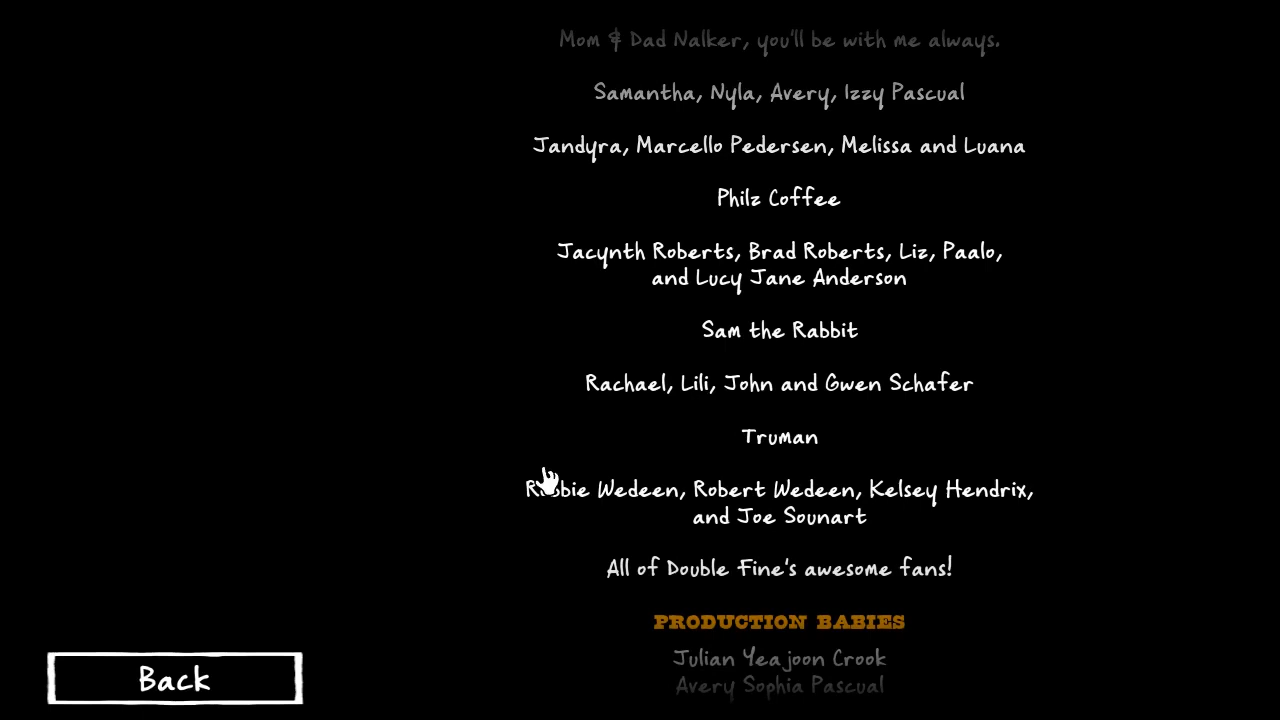 Mom & Dad Nalker, you'll be with me always.
Samantha, Nyla, Avery, Izzy Pascual
Jandyra, Marcello Pedersen, Melissa and Luana
Philz Coffee
Jacynth Roberts, Brad Roberts, Liz, Paalo,
and Lucy Jane Anderson
Sam the Rabbit
Rachael, Lili, John and Gwen Schafer
Truman
Robbie Wedeen, Robert Wedeen, Kelsey Hendrix,
and Joe Sounart
All of Double Fine's awesome fans!
PRODUCTION BABIES
Julian Yeajoon Crook
Avery Sophia Pascual
Back